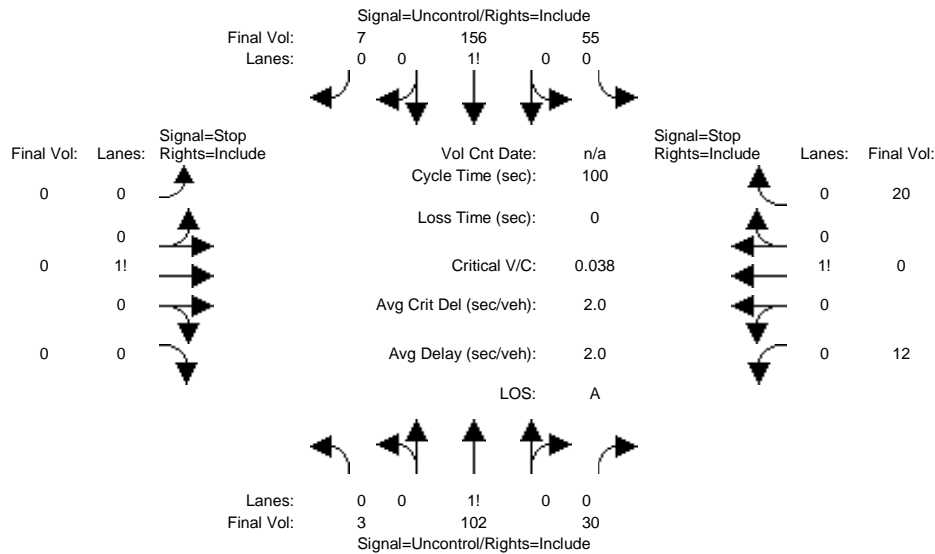 Signal=Uncontrol/Rights=Include
Final Vol: 7 156 55
Lanes: 0 0 1! 0 0
Signal=Stop Signal=Stop
Final Vol: Lanes: Rights=Include Vol Cnt Date: n/a Rights=Include Lanes: Final Vol:
Cycle Time (sec): 100
0 0 0 20
Loss Time (sec): 0
0 0
0 1! Critical V/C: 0.038 1! 0
0 Avg Crit Del (sec/veh): 2.0 0
0 0 Avg Delay (sec/veh): 2.0 0 12
LOS: A
Lanes: 0 0 1! 0 0
Final Vol: 3 102 30
Signal=Uncontrol/Rights=Include